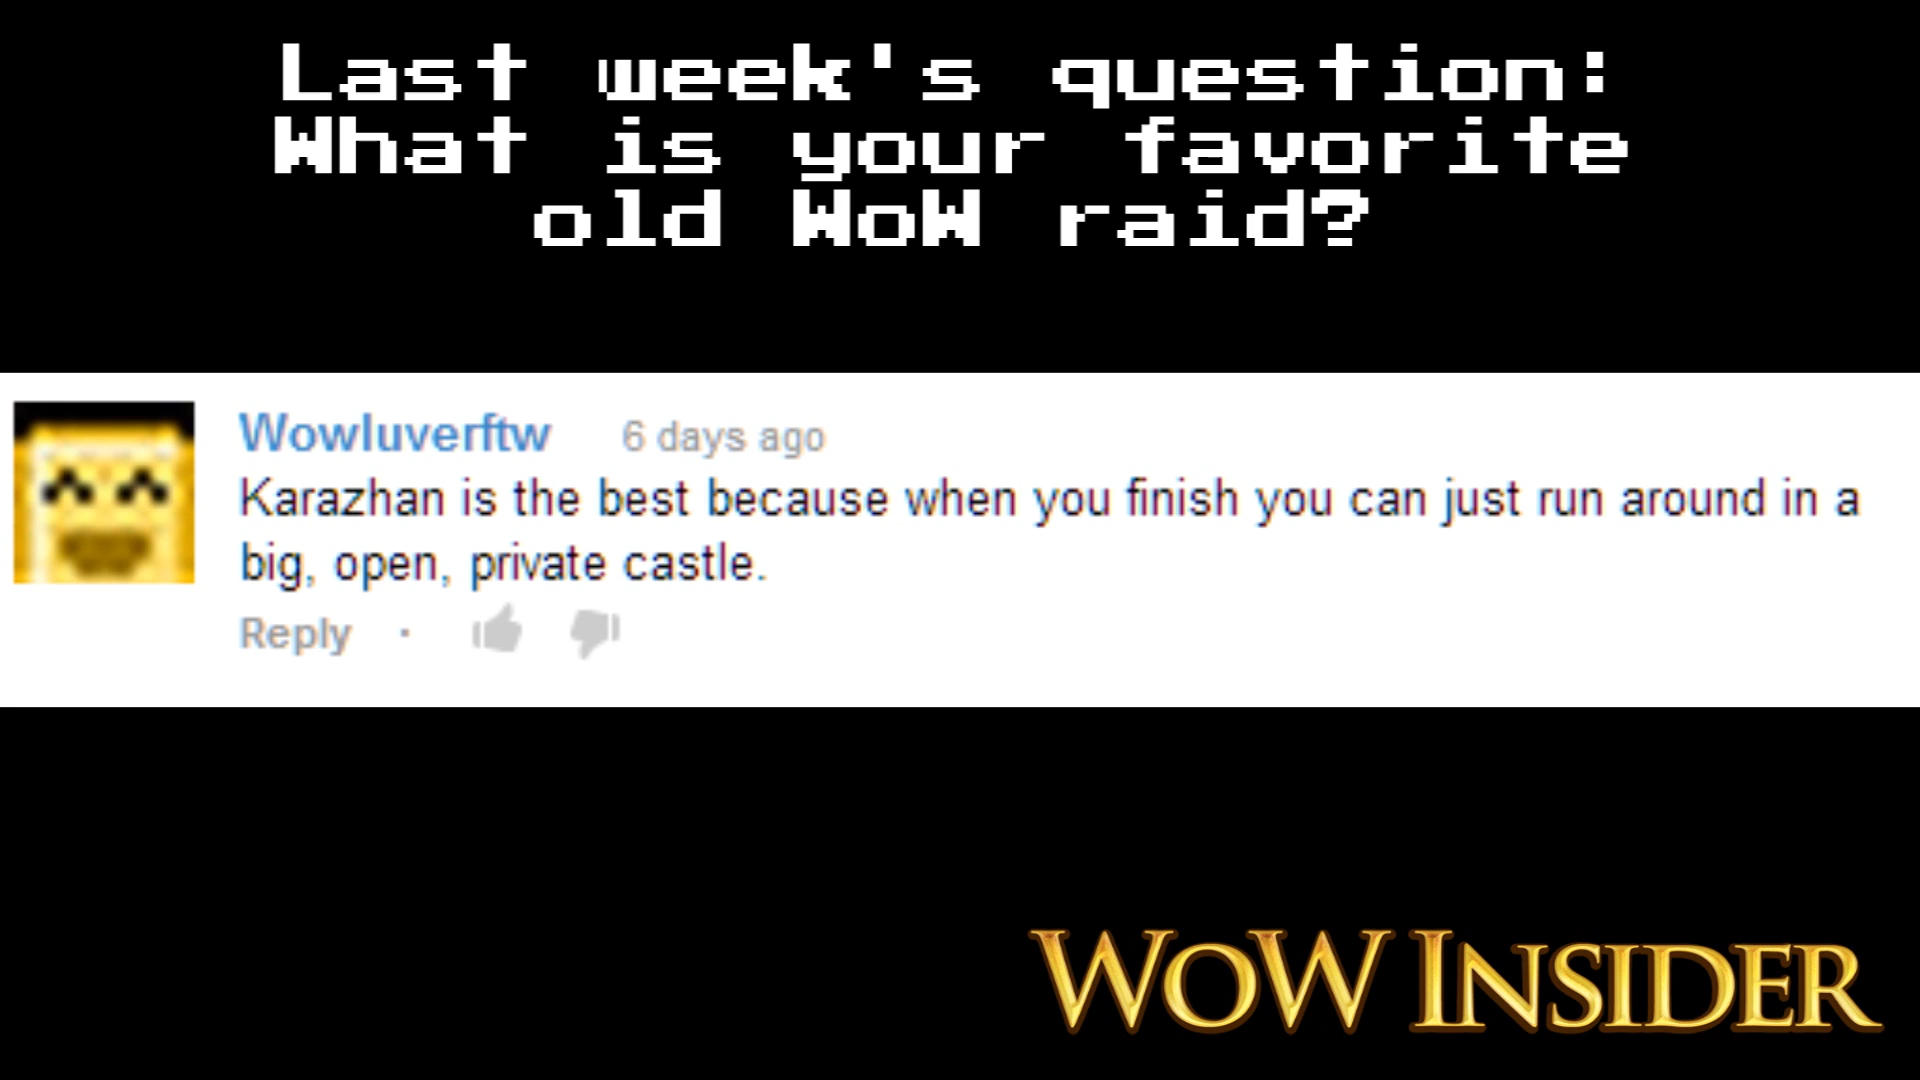 Last week's question:
What is your favorite
old WoW raid?
Wowluverftw 6 days ago
Karazhan is the best because when you finish you can just run around in a
big, open, private castle.
Reply ·
WOW INSIDER